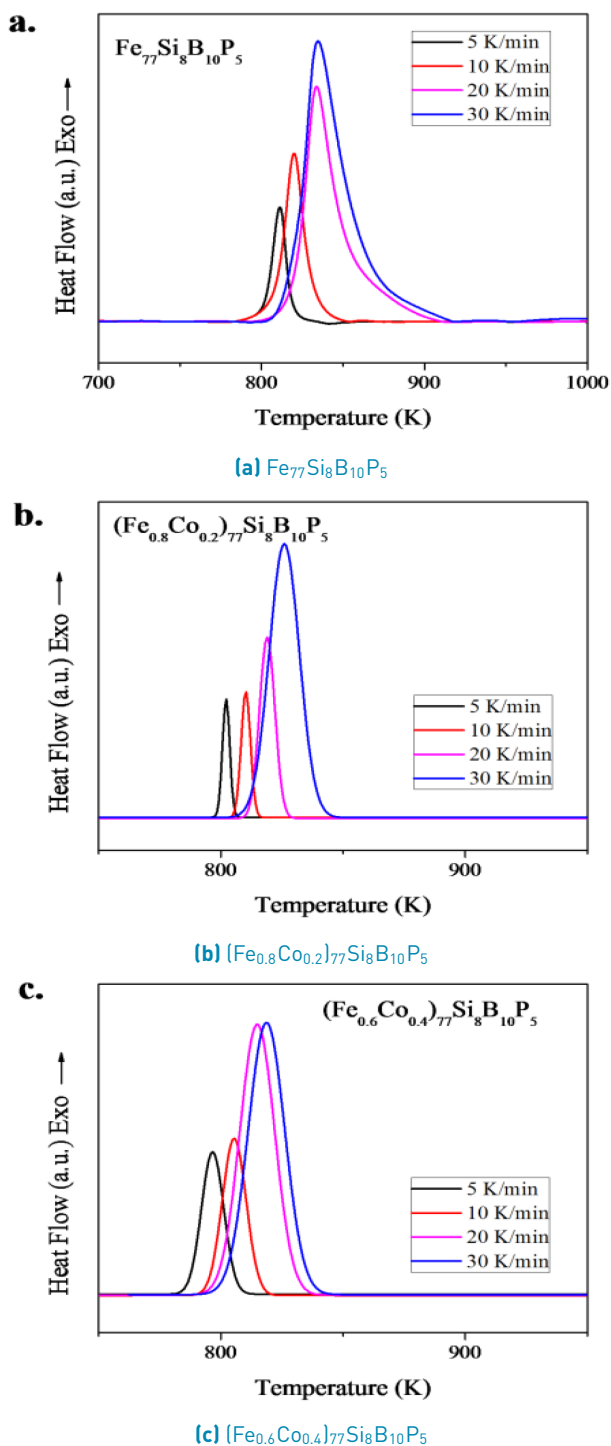 a.
Fe₇₇Si₈B₁₀P₅
5 K/min
10 K/min
20 K/min
30 K/min
Heat Flow (a.u.) Exo →
700 800 900 1000
Temperature (K)
(a) Fe₇₇Si₈B₁₀P₅
b.
(Fe₀.₈Co₀.₂)₇₇Si₈B₁₀P₅
5 K/min
10 K/min
20 K/min
30 K/min
Heat Flow (a.u.) Exo →
800 900
Temperature (K)
(b) (Fe₀.₈Co₀.₂)₇₇Si₈B₁₀P₅
c.
(Fe₀.₆Co₀.₄)₇₇Si₈B₁₀P₅
5 K/min
10 K/min
20 K/min
30 K/min
Heat Flow (a.u.) Exo →
800 900
Temperature (K)
(c) (Fe₀.₆Co₀.₄)₇₇Si₈B₁₀P₅